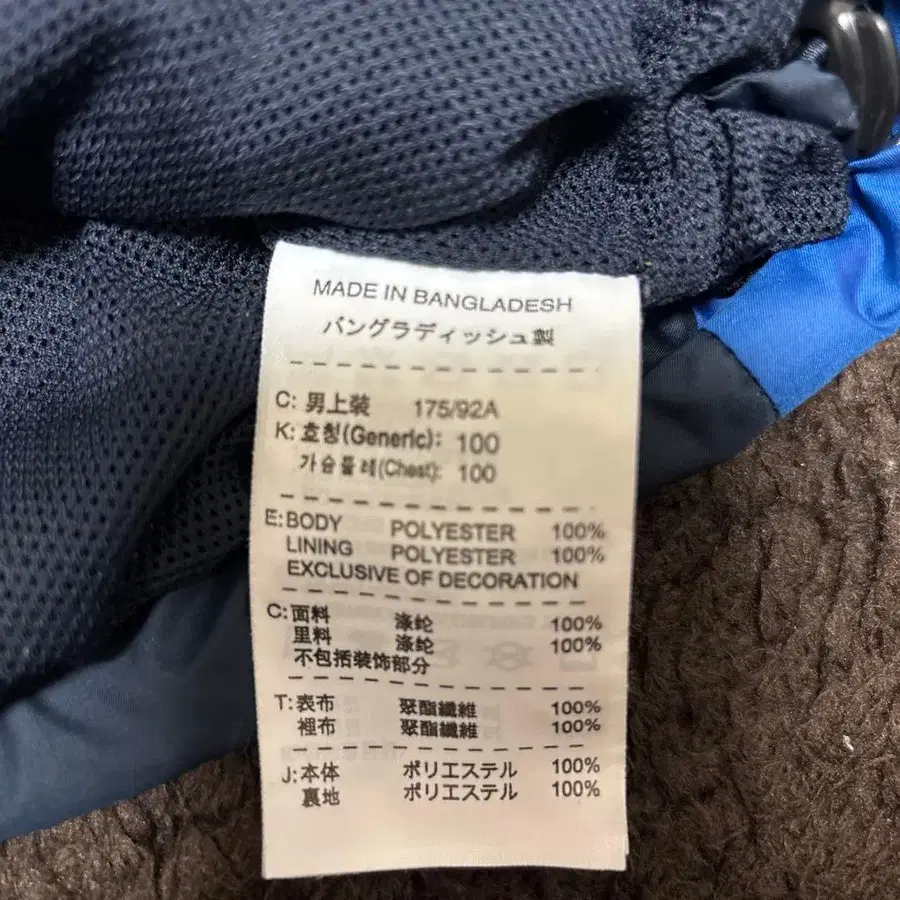 MADE IN BANGLADESH
バングラディッシュ製
C: 男上裝 175/92A
K: 호칭(Generic): 100
가슴둘레(Chest): 100
E: BODY POLYESTER 100%
LINING POLYESTER 100%
EXCLUSIVE OF DECORATION
C: 面料 涤纶 100%
里料 涤纶 100%
不包括装饰部分
T: 表布 聚酯纖維 100%
裡布 聚酯纖維 100%
J: 本体 ポリエステル 100%
裏地 ポリエステル 100%